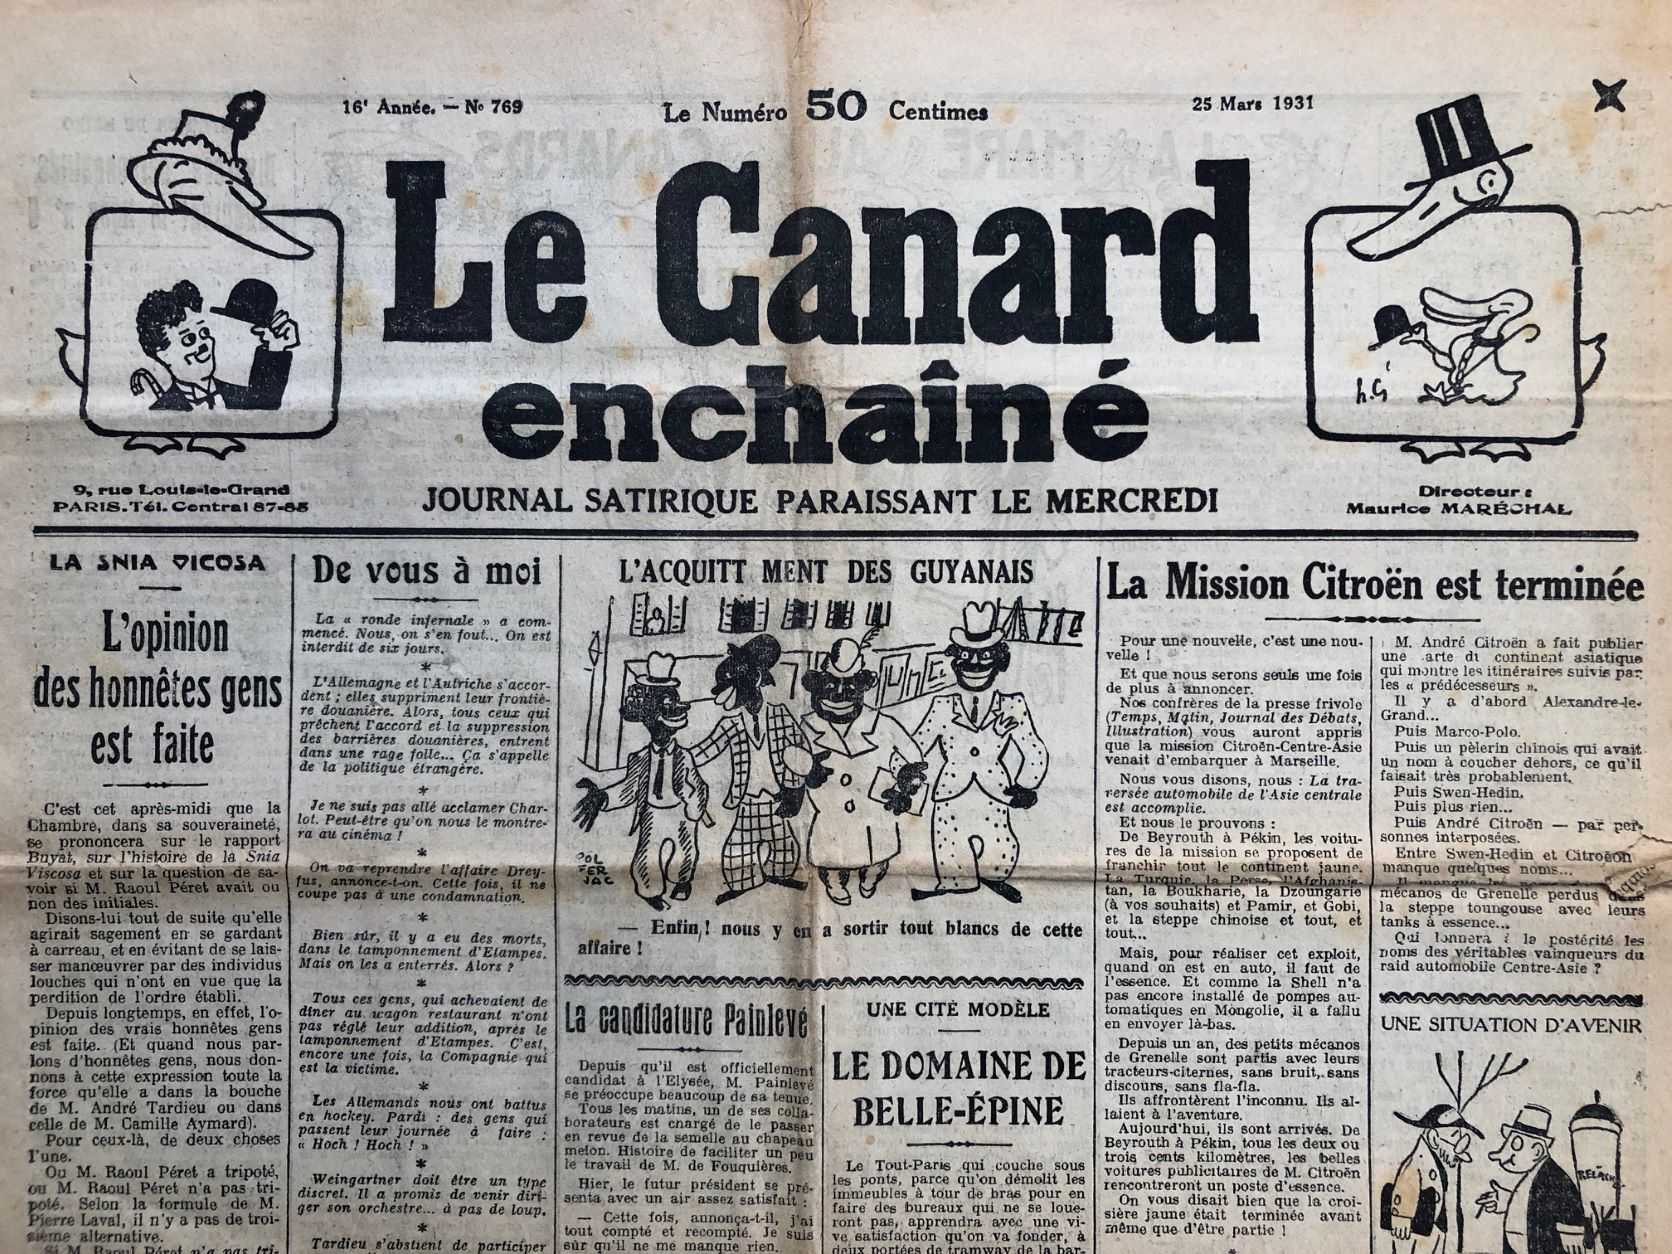 16ᵉ Année. — Nº 769
Le Numéro 50 Centimes
25 Mars 1931
Le Canard
enchaîné
h.G
9, rue Louis-le-Grand
PARIS. Tél. Central 87-85
JOURNAL SATIRIQUE PARAISSANT LE MERCREDI
Directeur :
Maurice MARÉCHAL
LA SNIA VICOSA
L'opinion
des honnêtes gens
est faite
C'est cet après-midi que la
Chambre, dans sa souveraineté,
se prononcera sur le rapport
Buyat, sur l'histoire de la Snia
Viscosa et sur la question de sa-
voir si M. Raoul Péret avait ou
non des initiales.
Disons-lui tout de suite qu'elle
agirait sagement en se gardant
à carreau, et en évitant de se lais-
ser manœuvrer par des individus
louches qui n'ont en vue que la
perdition de l'ordre établi.
Depuis longtemps, en effet, l'o-
pinion des vrais honnêtes gens
est faite. (Et quand nous par-
lons d'honnêtes gens, nous don-
nons à cette expression toute la
force qu'elle a dans la bouche
de M. André Tardieu ou dans
celle de M. Camille Aymard).
Pour ceux-là, de deux choses
l'une.
Ou M. Raoul Péret a tripoté,
ou M. Raoul Péret n'a pas tri-
poté. Selon la formule de M.
Pierre Laval, il n'y a pas de troi-
sième alternative.
Si M. Raoul Péret n'a pas tri-
De vous à moi
La « ronde infernale » a com-
mencé. Nous, on s'en fout... On est
interdit de six jours.
*
L'Allemagne et l'Autriche s'accor-
dent ; elles suppriment leur frontiè-
re douanière. Alors, tous ceux qui
prêchent l'accord et la suppression
des barrières douanières, entrent
dans une rage folle... Ça s'appelle
de la politique étrangère.
*
Je ne suis pas allé acclamer Char-
lot. Peut-être qu'on nous le montre-
ra au cinéma !
*
On va reprendre l'affaire Drey-
fus, annonce-t-on. Cette fois, il ne
coupe pas à une condamnation.
*
Bien sûr, il y a eu des morts,
dans le tamponnement d'Etampes.
Mais on les a enterrés. Alors ?
*
Tous ces gens, qui achevaient de
dîner au wagon restaurant n'ont
pas réglé leur addition, après le
tamponnement d'Etampes. C'est,
encore une fois, la Compagnie qui
est la victime.
*
Les Allemands nous ont battus
en hockey. Pardi : des gens qui
passent leur journée à faire :
« Hoch ! Hoch ! »
*
Weingartner doit être un type
discret. Il a promis de venir diri-
ger son orchestre... à pas de loup.
*
Tardieu s'abstient de participer
L'ACQUITT MENT DES GUYANAIS
POL
FER
JAC
— Enfin ! nous y en a sortir tout blancs de cette
affaire !
La candidature Painlevé
Depuis qu'il est officiellement
candidat à l'Elysée, M. Painlevé
se préoccupe beaucoup de sa tenue.
Tous les matins, un de ses colla-
borateurs est chargé de le passer
en revue de la semelle au chapeau
melon. Histoire de faciliter un peu
le travail de M. de Fouquières.
Hier, le futur président se pré-
senta avec un air assez satisfait :
— Cette fois, annonça-t-il, j'ai
tout compté et recompté. Je suis
sûr qu'il ne me manque rien.
UNE CITÉ MODÈLE
LE DOMAINE DE
BELLE-ÉPINE
Le Tout-Paris qui couche sous
les ponts, parce qu'on démolit les
immeubles à tour de bras pour en
faire des bureaux qui ne se loue-
ront pas, apprendra avec une vi-
ve satisfaction qu'on va fonder, à
deux portées de tramway de la bar-
La Mission Citroën est terminée
Pour une nouvelle, c'est une nou-
velle !
Et que nous serons seuls une fois
de plus à annoncer.
Nos confrères de la presse frivole
(Temps, Matin, Journal des Débats,
Illustration) vous auront appris
que la mission Citroën-Centre-Asie
venait d'embarquer à Marseille.
Nous vous disons, nous : La tra-
versée automobile de l'Asie centrale
est accomplie.
Et nous le prouvons :
De Beyrouth à Pékin, les voitu-
res de la mission se proposent de
franchir tout le continent jaune.
La Turquie, la Perse, l'Afghanis-
tan, la Boukharie, la Dzoungarie
(à vos souhaits) et Pamir, et Gobi,
et la steppe chinoise et tout, et
tout...
Mais, pour réaliser cet exploit,
quand on est en auto, il faut de
l'essence. Et comme la Shell n'a
pas encore installé de pompes au-
tomatiques en Mongolie, il a fallu
en envoyer là-bas.
Depuis un an, des petits mécanos
de Grenelle sont partis avec leurs
tracteurs-citernes, sans bruit, sans
discours, sans fla-fla.
Ils affrontèrent l'inconnu. Ils al-
laient à l'aventure.
Aujourd'hui, ils sont arrivés. De
Beyrouth à Pékin, tous les deux ou
trois cents kilomètres, les belles
voitures publicitaires de M. Citroën
rencontreront un poste d'essence.
On vous disait bien que la croi-
sière jaune était terminée avant
même que d'être partie !
M. André Citroën a fait publier
une arte di continent asiatique
qui montre les itinéraires suivis par
les « prédécesseurs ».
Il y a d'abord Alexandre-le-
Grand...
Puis Marco-Polo.
Puis un pèlerin chinois qui avait
un nom à coucher dehors, ce qu'il
faisait très probablement.
Puis Swen-Hedin.
Puis plus rien...
Puis André Citroën — par per-
sonnes interposées.
Entre Swen-Hedin et Citroën
manque quelques noms...
Il manque
mécanos de Grenelle perdus dans
la steppe toungouse avec leurs
tanks à essence...
Qui donnera à la postérité les
noms des véritables vainqueurs du
raid automobile Centre-Asie ?
UNE SITUATION D'AVENIR